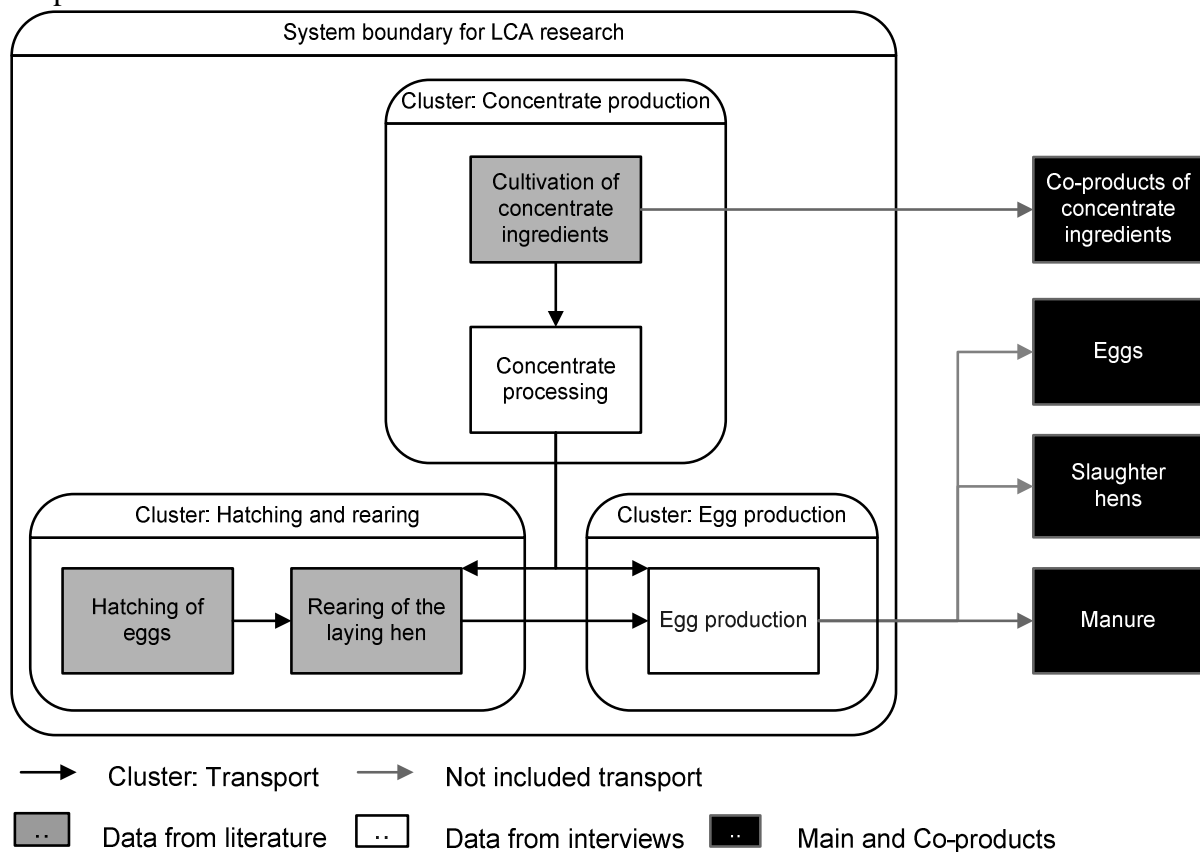 System boundary for LCA research
Cluster: Concentrate production
Cultivation of
concentrate
ingredients
Co-products of
concentrate
ingredients
Concentrate
processing
Eggs
Slaughter
hens
Cluster: Hatching and rearing
Cluster: Egg production
Hatching of
eggs
Rearing of the
laying hen
Egg production
Manure
Cluster: Transport
Not included transport
..
Data from literature
..
Data from interviews
..
Main and Co-products